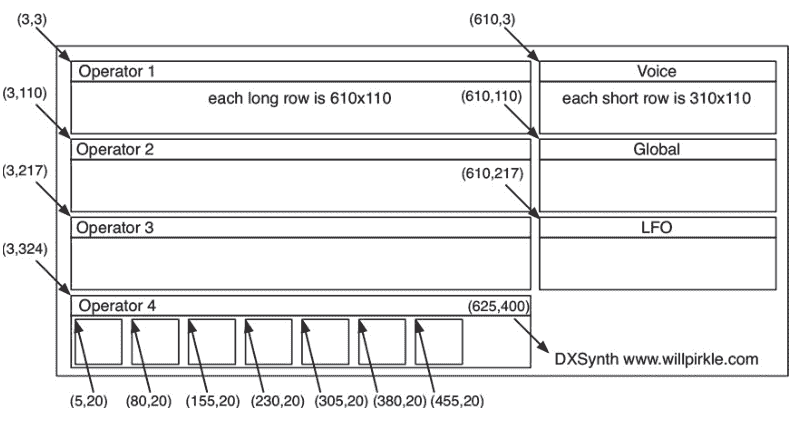 (3,3) (610,3)
Operator 1 Voice
(3,110) each long row is 610x110 (610,110) each short row is 310x110
Operator 2 Global
(3,217) (610,217)
Operator 3 LFO
(3,324)
Operator 4 (625,400)
DXSynth www.willpirkle.com
(5,20) (80,20) (155,20) (230,20) (305,20) (380,20) (455,20)